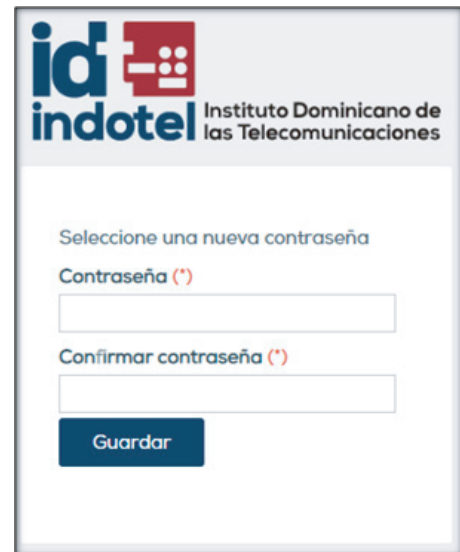 id
indotel
Instituto Dominicano de
las Telecomunicaciones
Seleccione una nueva contraseña
Contraseña (*)
Confirmar contraseña (*)
Guardar